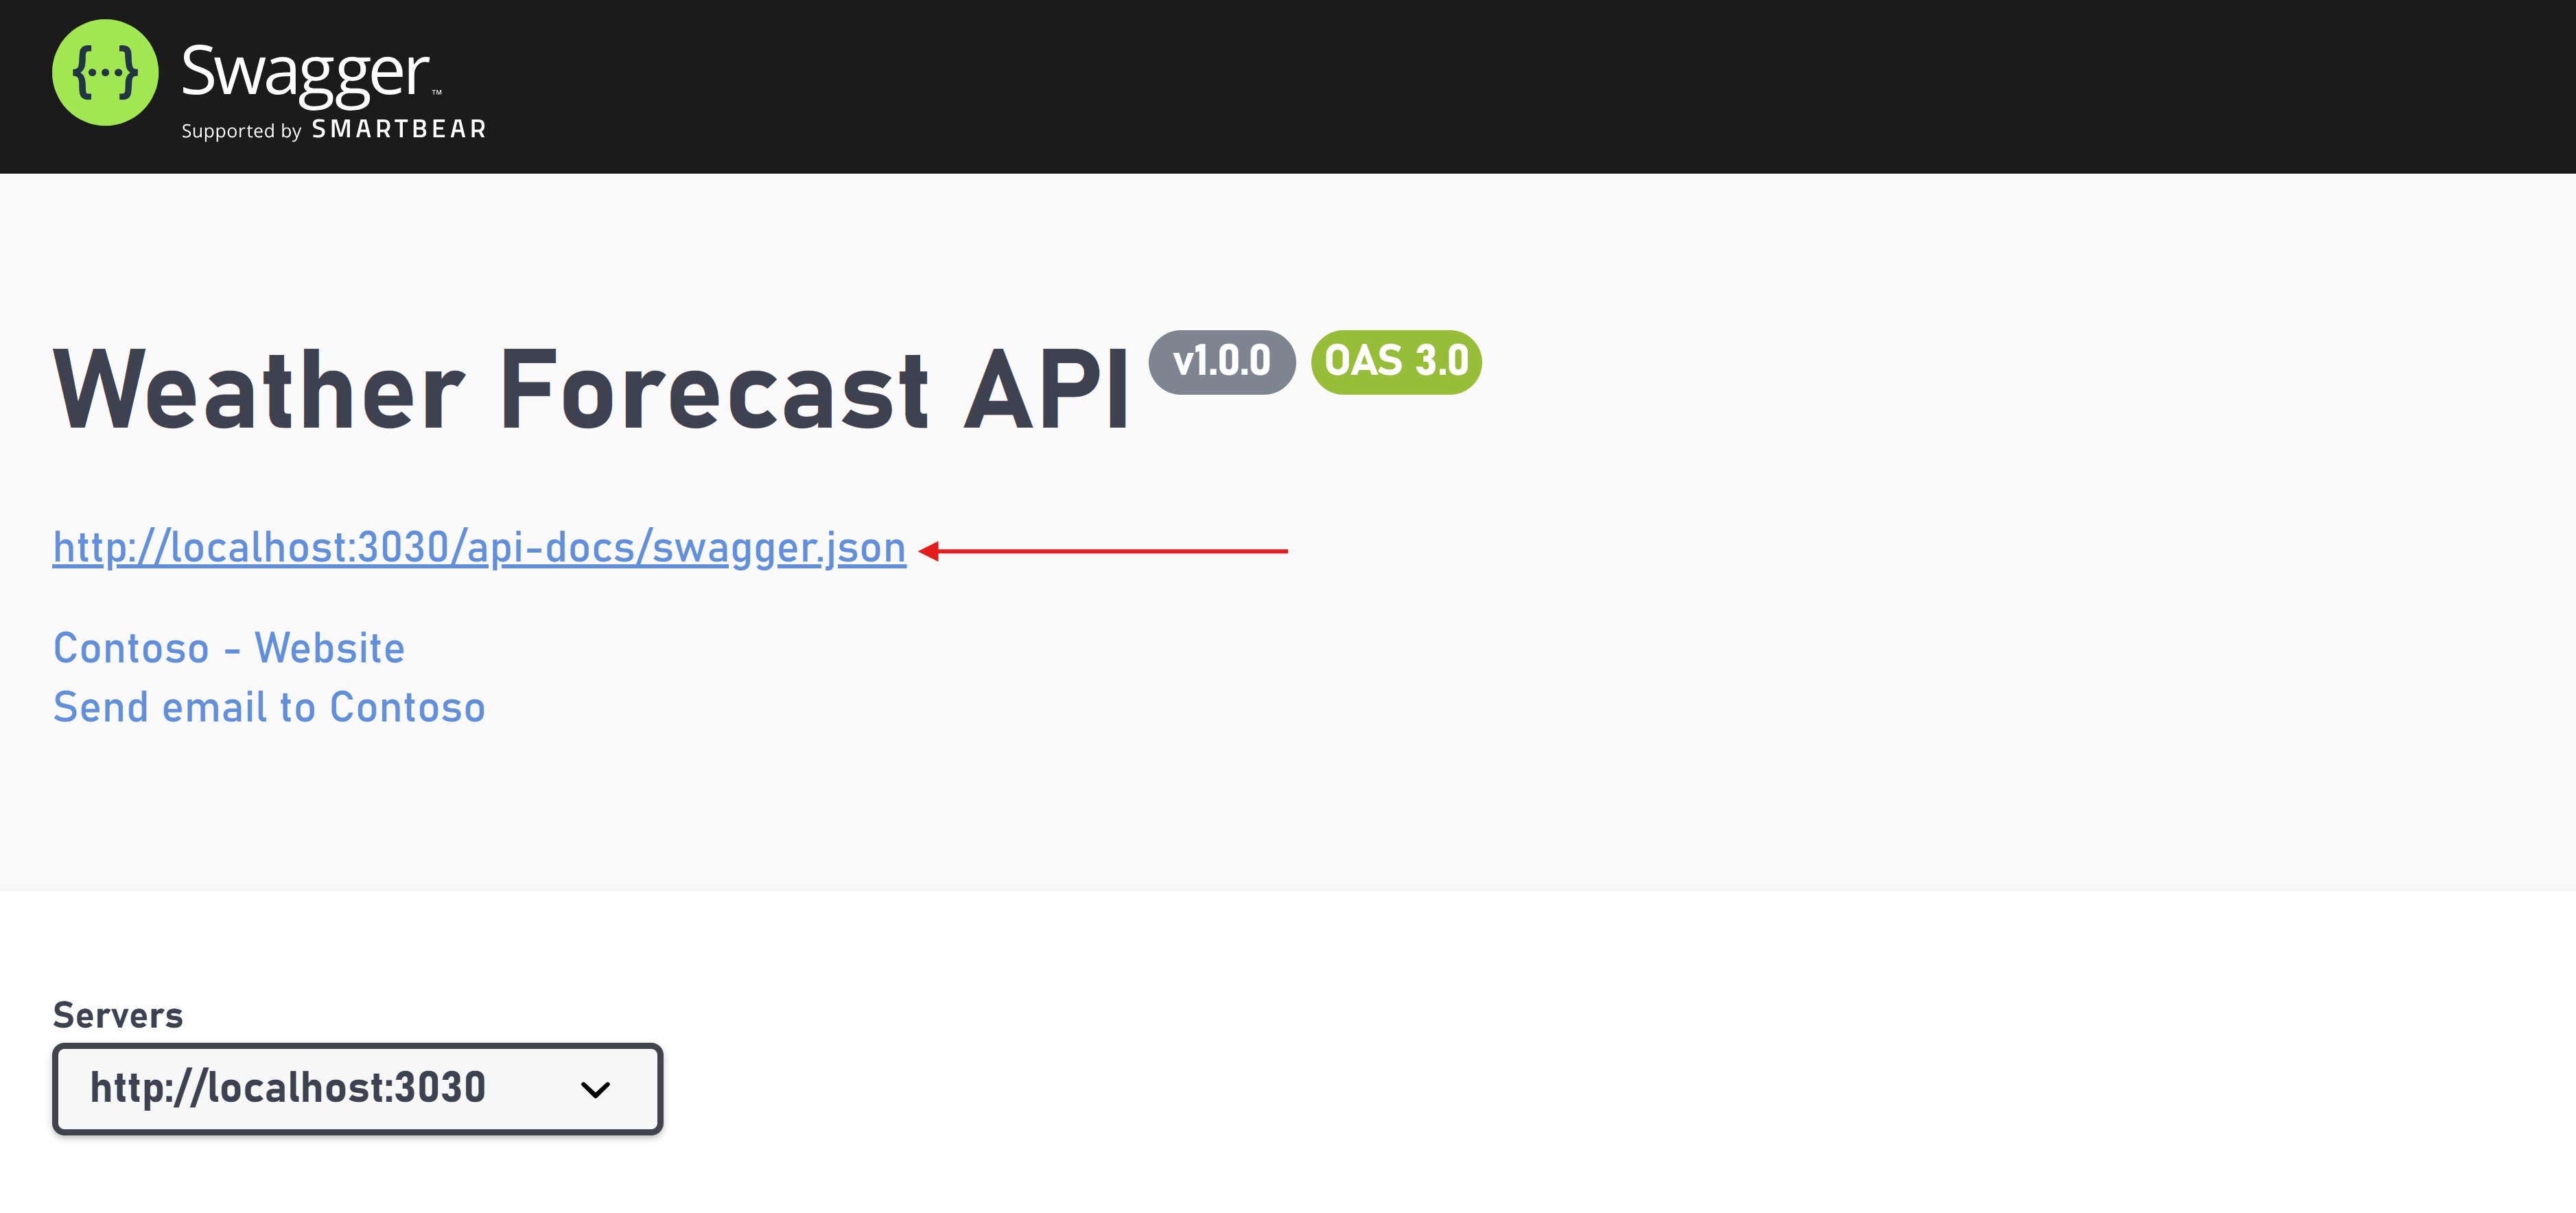 {...} Swagger™
Supported by SMARTBEAR
Weather Forecast API v1.0.0 OAS 3.0
http://localhost:3030/api-docs/swagger.json
Contoso - Website
Send email to Contoso
Servers
http://localhost:3030